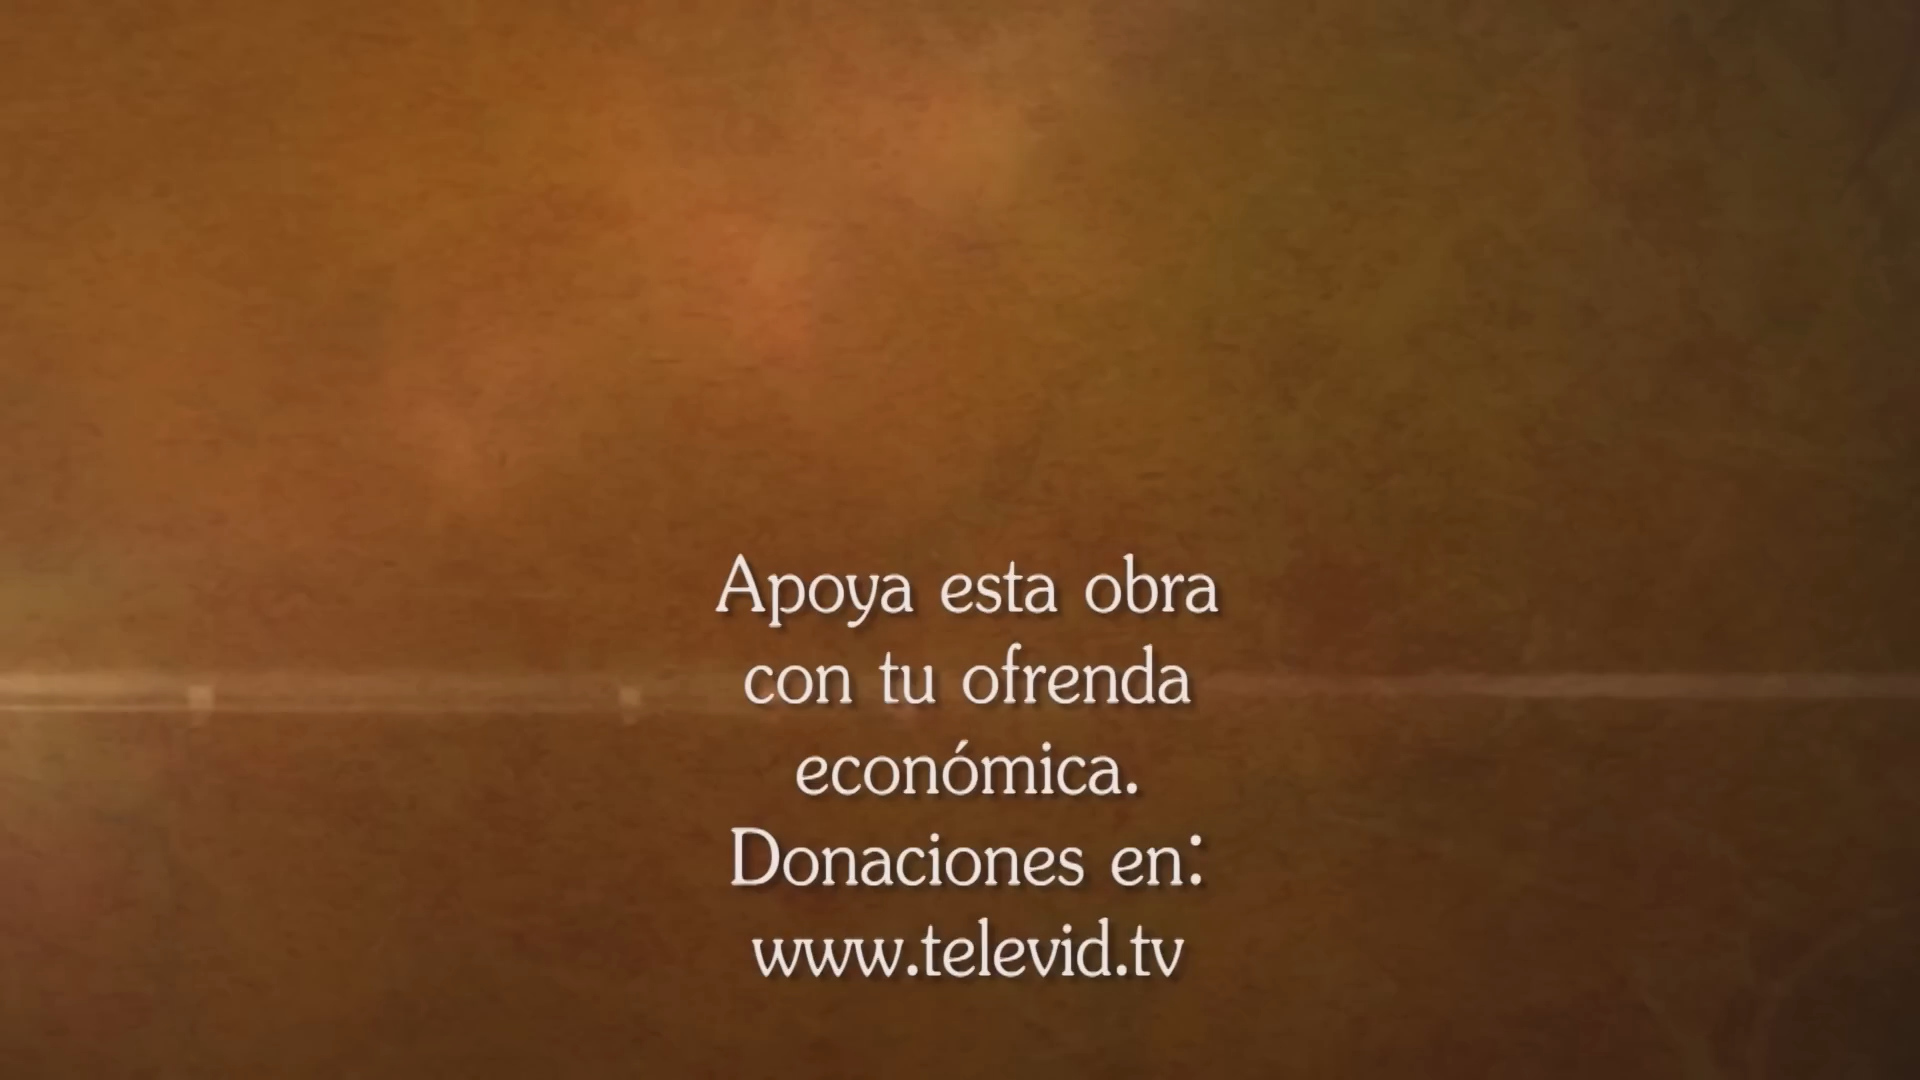 Apoya esta obra
con tu ofrenda
económica.
Donaciones en:
www.televid.tv